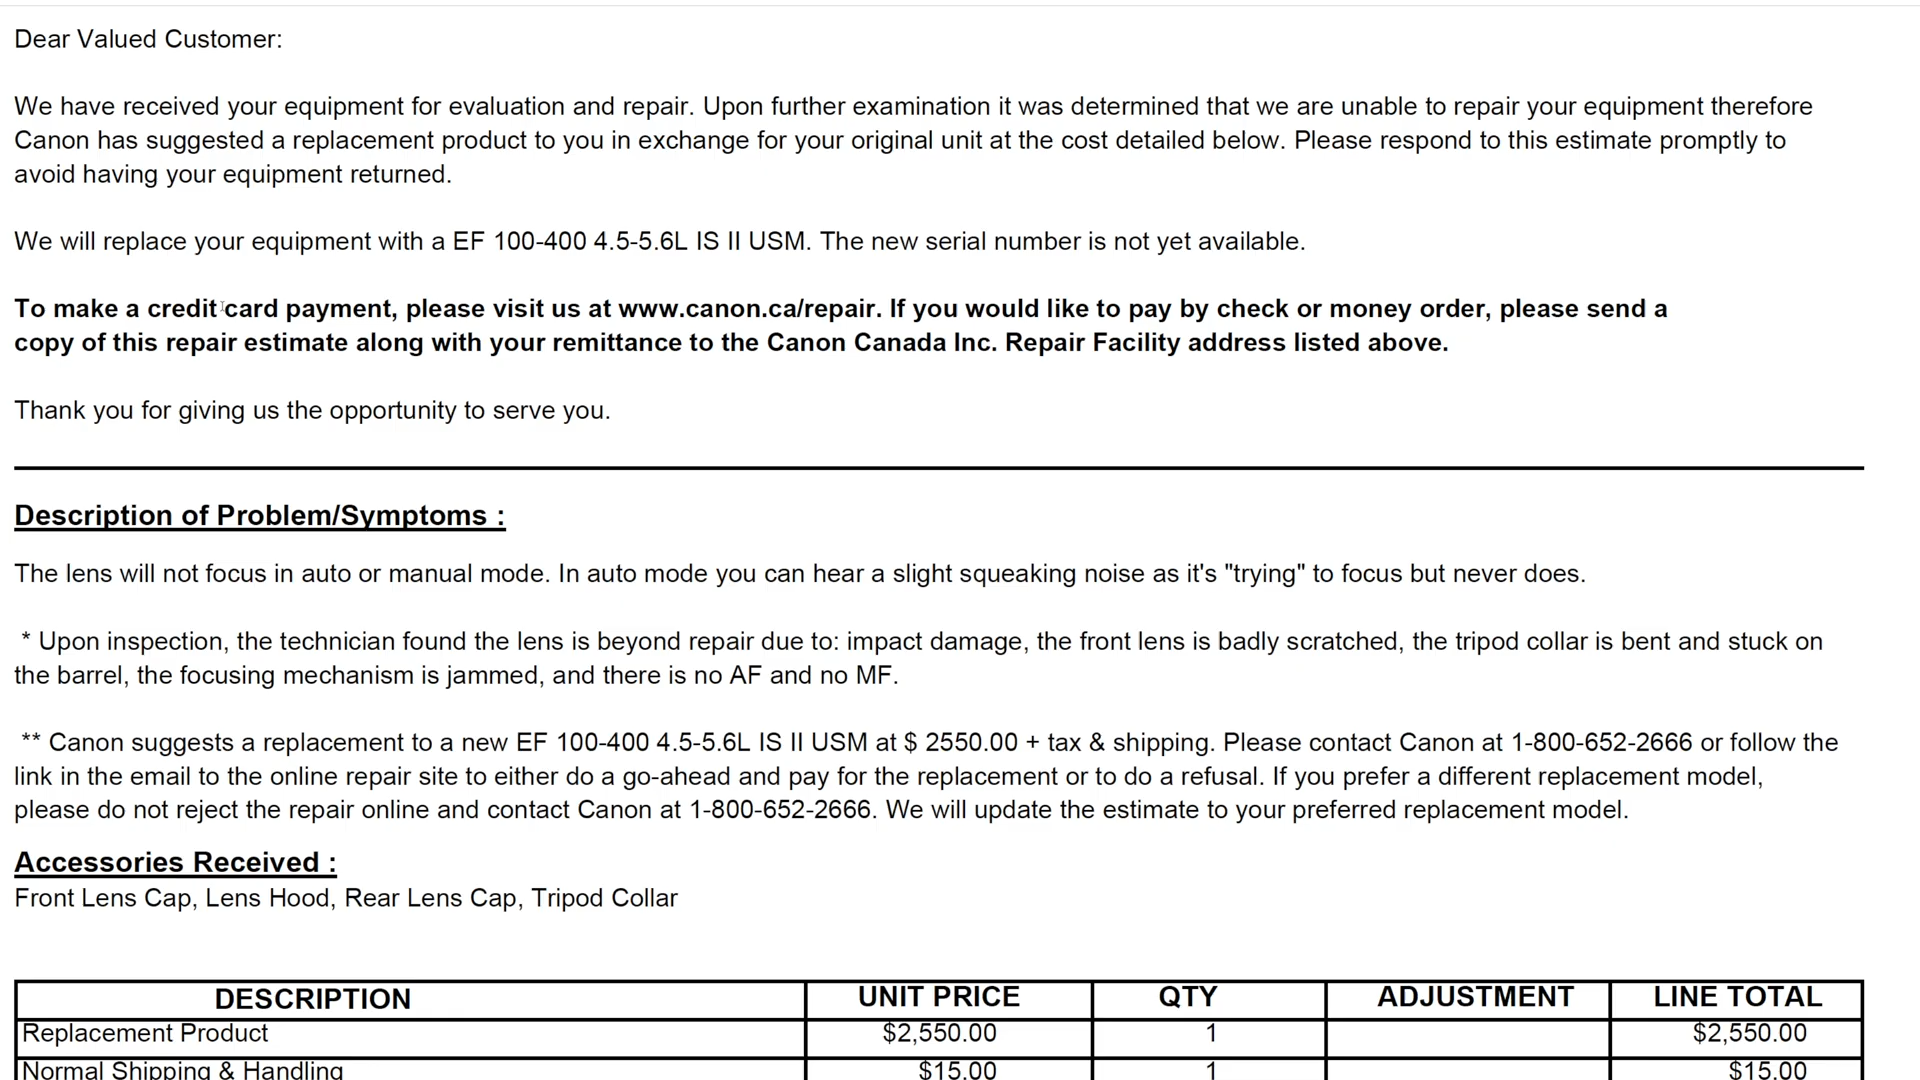 Dear Valued Customer:
We have received your equipment for evaluation and repair. Upon further examination it was determined that we are unable to repair your equipment therefore
Canon has suggested a replacement product to you in exchange for your original unit at the cost detailed below. Please respond to this estimate promptly to
avoid having your equipment returned.
We will replace your equipment with a EF 100-400 4.5-5.6L IS II USM. The new serial number is not yet available.
To make a credit card payment, please visit us at www.canon.ca/repair. If you would like to pay by check or money order, please send a
copy of this repair estimate along with your remittance to the Canon Canada Inc. Repair Facility address listed above.
Thank you for giving us the opportunity to serve you.
Description of Problem/Symptoms :
The lens will not focus in auto or manual mode. In auto mode you can hear a slight squeaking noise as it's "trying" to focus but never does.
* Upon inspection, the technician found the lens is beyond repair due to: impact damage, the front lens is badly scratched, the tripod collar is bent and stuck on
the barrel, the focusing mechanism is jammed, and there is no AF and no MF.
** Canon suggests a replacement to a new EF 100-400 4.5-5.6L IS II USM at $ 2550.00 + tax & shipping. Please contact Canon at 1-800-652-2666 or follow the
link in the email to the online repair site to either do a go-ahead and pay for the replacement or to do a refusal. If you prefer a different replacement model,
please do not reject the repair online and contact Canon at 1-800-652-2666. We will update the estimate to your preferred replacement model.
Accessories Received :
Front Lens Cap, Lens Hood, Rear Lens Cap, Tripod Collar
DESCRIPTION UNIT PRICE QTY ADJUSTMENT LINE TOTAL
Replacement Product $2,550.00 1 $2,550.00
Normal Shipping & Handling $15.00 1 $15.00